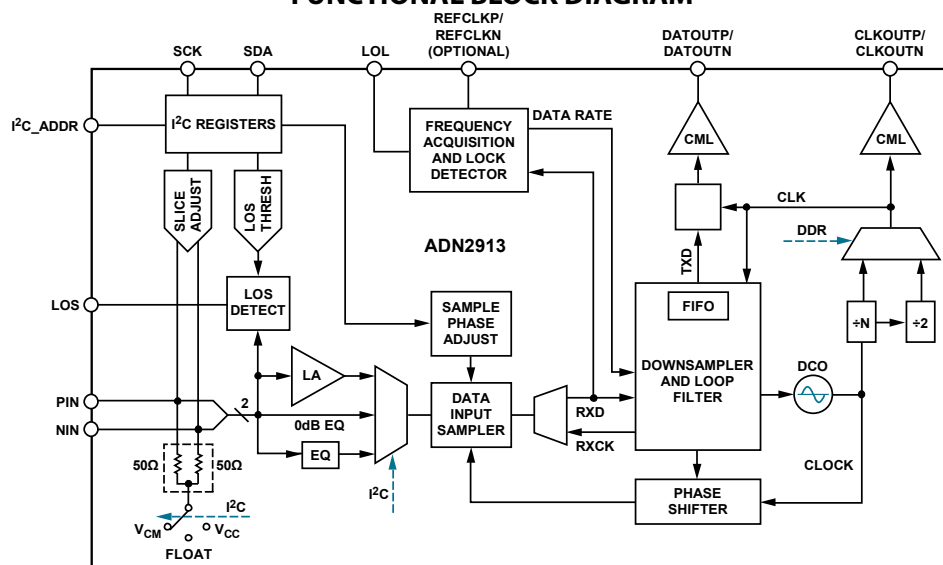 FUNCTIONAL BLOCK DIAGRAM
SCK
SDA
LOL
REFCLKP/
REFCLKN
(OPTIONAL)
DATOUTP/
DATOUTN
CLKOUTP/
CLKOUTN
I²C_ADDR
I²C REGISTERS
FREQUENCY
ACQUISITION
AND LOCK
DETECTOR
DATA RATE
CML
CML
SLICE
ADJUST
LOS
THRESH
CLK
DDR
ADN2913
TXD
LOS
LOS
DETECT
SAMPLE
PHASE
ADJUST
FIFO
÷N
÷2
DOWNSAMPLER
AND LOOP
FILTER
DCO
LA
PIN
NIN
2
0dB EQ
EQ
DATA
INPUT
SAMPLER
RXD
RXCK
50Ω
50Ω
I²C
CLOCK
PHASE
SHIFTER
I²C
VCM
VCC
FLOAT